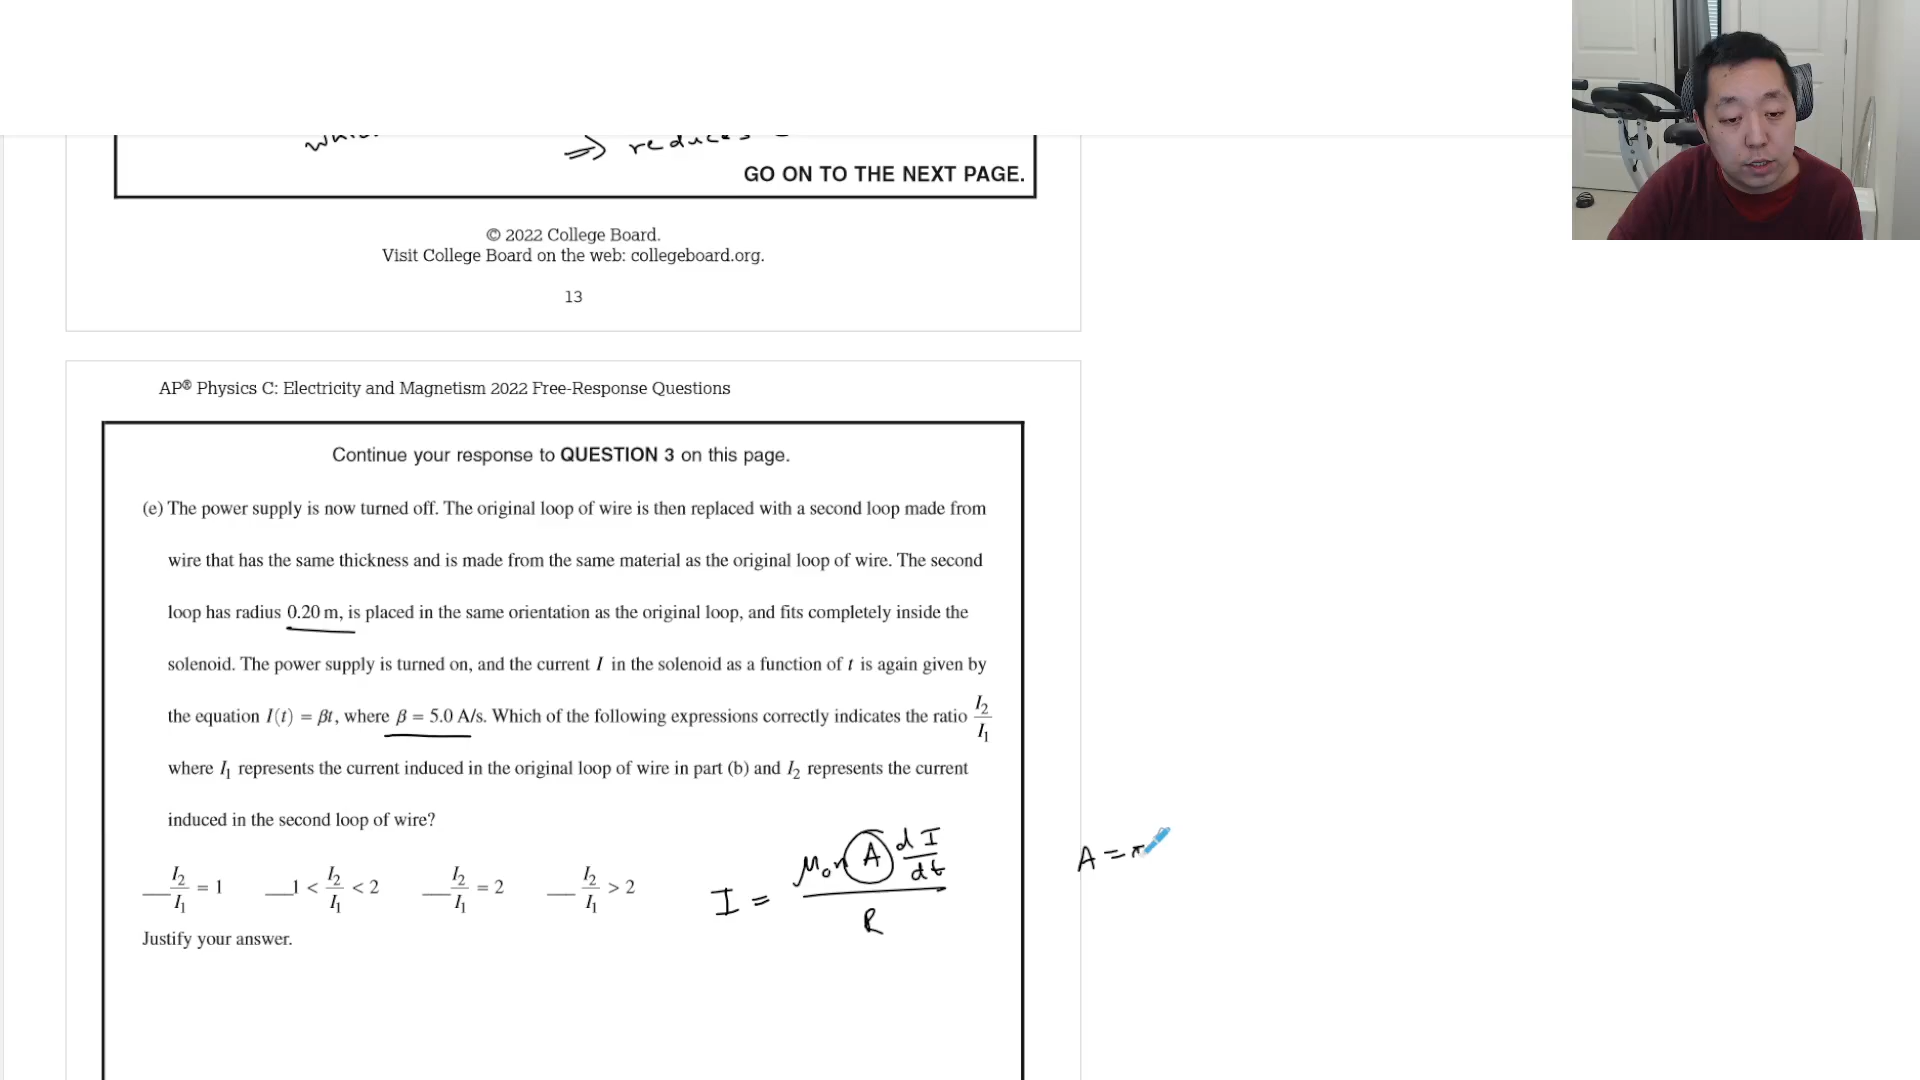 ⇒ reduces
GO ON TO THE NEXT PAGE.
© 2022 College Board.
Visit College Board on the web: collegeboard.org.
13
AP® Physics C: Electricity and Magnetism 2022 Free-Response Questions
Continue your response to QUESTION 3 on this page.
(e) The power supply is now turned off. The original loop of wire is then replaced with a second loop made from
wire that has the same thickness and is made from the same material as the original loop of wire. The second
loop has radius 0.20 m, is placed in the same orientation as the original loop, and fits completely inside the
solenoid. The power supply is turned on, and the current I in the solenoid as a function of t is again given by
the equation I(t) = βt, where β = 5.0 A/s. Which of the following expressions correctly indicates the ratio I₂/I₁
where I₁ represents the current induced in the original loop of wire in part (b) and I₂ represents the current
induced in the second loop of wire?
___ I₂/I₁ = 1 ___ 1 < I₂/I₁ < 2 ___ I₂/I₁ = 2 ___ I₂/I₁ > 2
I = μ₀nA dI/dt / R
A = π
Justify your answer.